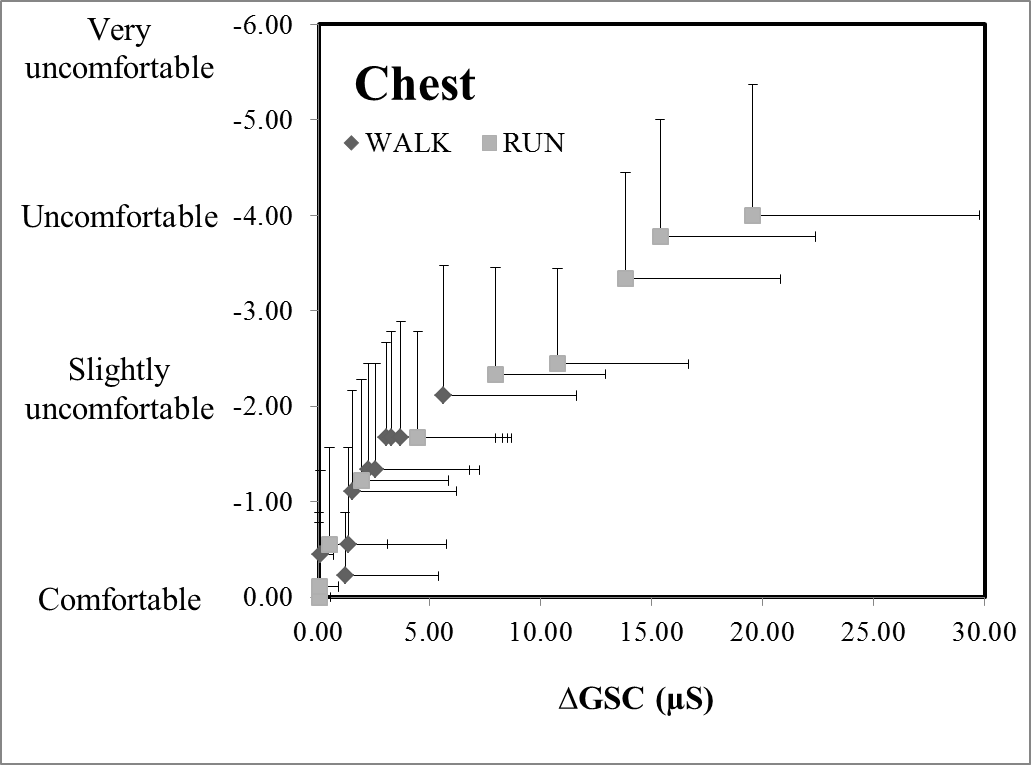 Very
uncomfortable
-6.00
Chest
WALK
RUN
-5.00
Uncomfortable
-4.00
-3.00
Slightly
uncomfortable
-2.00
-1.00
Comfortable
0.00
0.00 5.00 10.00 15.00 20.00 25.00 30.00
ΔGSC (µS)